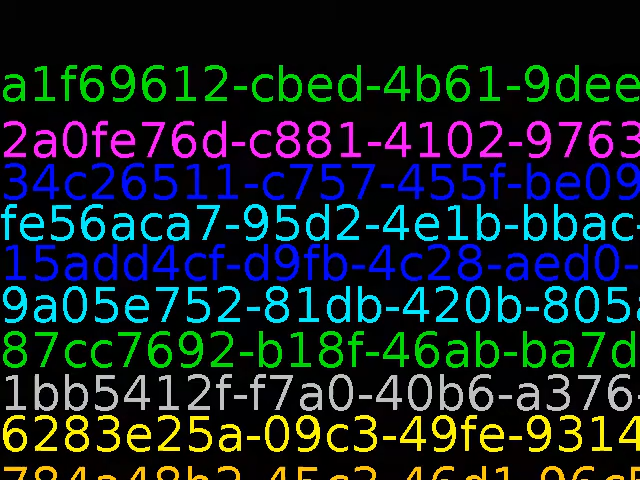 a1f69612-cbed-4b61-9dee
2a0fe76d-c881-4102-9763
34c26511-c757-455f-be09
fe56aca7-95d2-4e1b-bbac-
15add4cf-d9fb-4c28-aed0-
9a05e752-81db-420b-805a
87cc7692-b18f-46ab-ba7d
1bb5412f-f7a0-40b6-a376-
6283e25a-09c3-49fe-9314